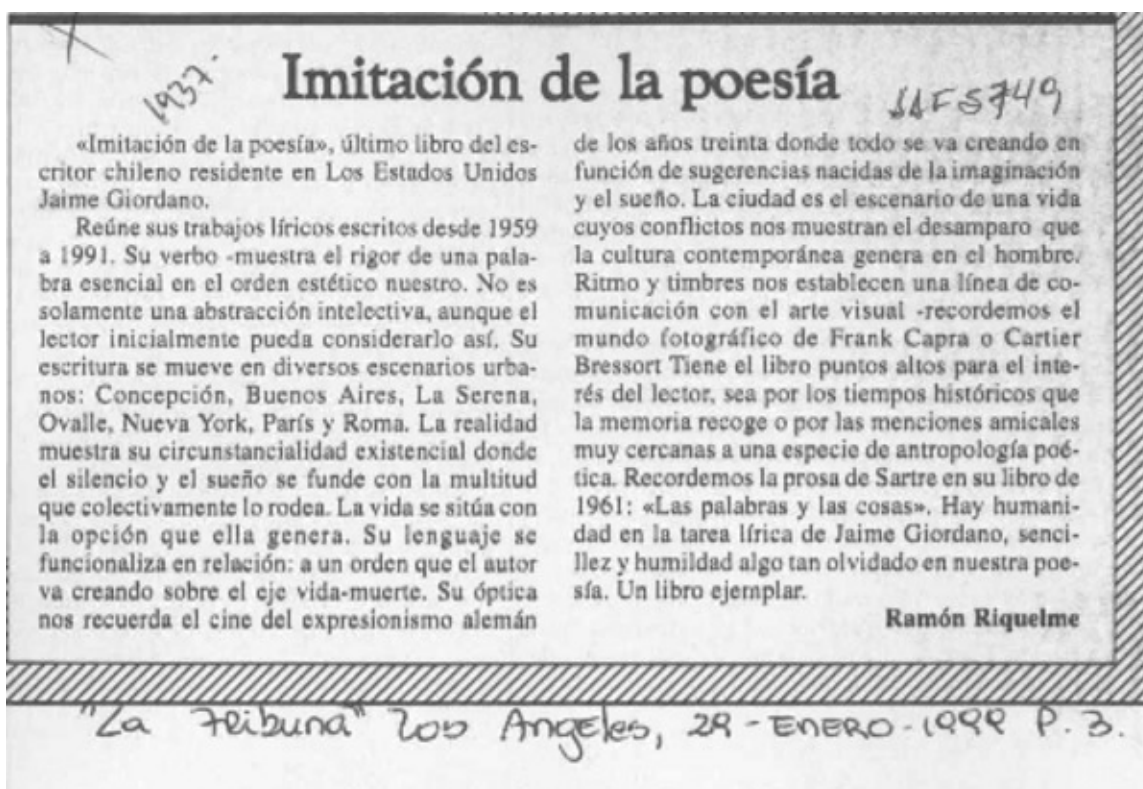 Imitación de la poesía
1937.
AAF5749
«Imitación de la poesía», último libro del es-
critor chileno residente en Los Estados Unidos
Jaime Giordano.
Reúne sus trabajos líricos escritos desde 1959
a 1991. Su verbo -muestra el rigor de una pala-
bra esencial en el orden estético nuestro. No es
solamente una abstracción intelectiva, aunque el
lector inicialmente pueda considerarlo así. Su
escritura se mueve en diversos escenarios urba-
nos: Concepción, Buenos Aires, La Serena,
Ovalle, Nueva York, París y Roma. La realidad
muestra su circunstancialidad existencial donde
el silencio y el sueño se funde con la multitud
que colectivamente lo rodea. La vida se sitúa con
la opción que ella genera. Su lenguaje se
funcionaliza en relación: a un orden que el autor
va creando sobre el eje vida-muerte. Su óptica
nos recuerda el cine del expresionismo alemán
de los años treinta donde todo se va creando en
función de sugerencias nacidas de la imaginación
y el sueño. La ciudad es el escenario de una vida
cuyos conflictos nos muestran el desamparo que
la cultura contemporánea genera en el hombre.
Ritmo y timbres nos establecen una línea de co-
municación con el arte visual -recordemos el
mundo fotográfico de Frank Capra o Cartier
Bressort Tiene el libro puntos altos para el inte-
rés del lector, sea por los tiempos históricos que
la memoria recoge o por las menciones amicales
muy cercanas a una especie de antropología poé-
tica. Recordemos la prosa de Sartre en su libro de
1961: «Las palabras y las cosas». Hay humani-
dad en la tarea lírica de Jaime Giordano, senci-
llez y humildad algo tan olvidado en nuestra poe-
sía. Un libro ejemplar.
Ramón Riquelme
"La Tribuna" Los Angeles, 29-ENERO-1999 P. 3.